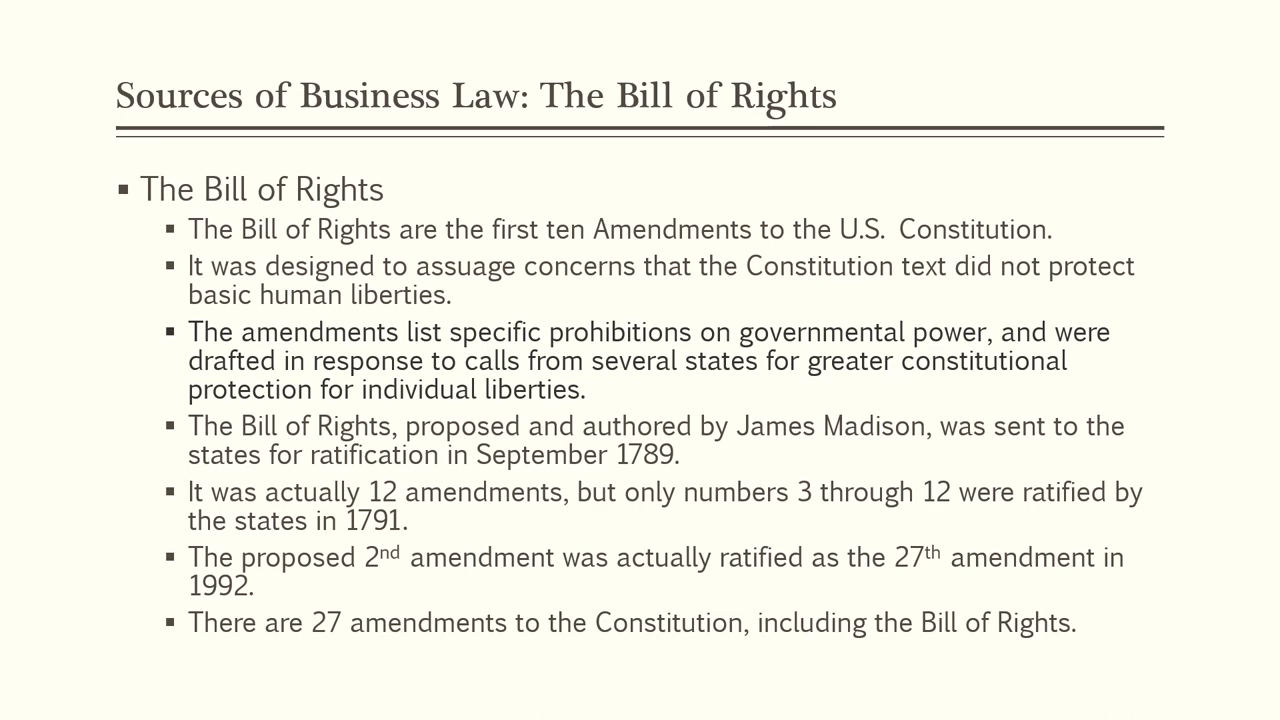 Sources of Business Law: The Bill of Rights
▪ The Bill of Rights
▪ The Bill of Rights are the first ten Amendments to the U.S. Constitution.
▪ It was designed to assuage concerns that the Constitution text did not protect
basic human liberties.
▪ The amendments list specific prohibitions on governmental power, and were
drafted in response to calls from several states for greater constitutional
protection for individual liberties.
▪ The Bill of Rights, proposed and authored by James Madison, was sent to the
states for ratification in September 1789.
▪ It was actually 12 amendments, but only numbers 3 through 12 were ratified by
the states in 1791.
▪ The proposed 2nd amendment was actually ratified as the 27th amendment in
1992.
▪ There are 27 amendments to the Constitution, including the Bill of Rights.